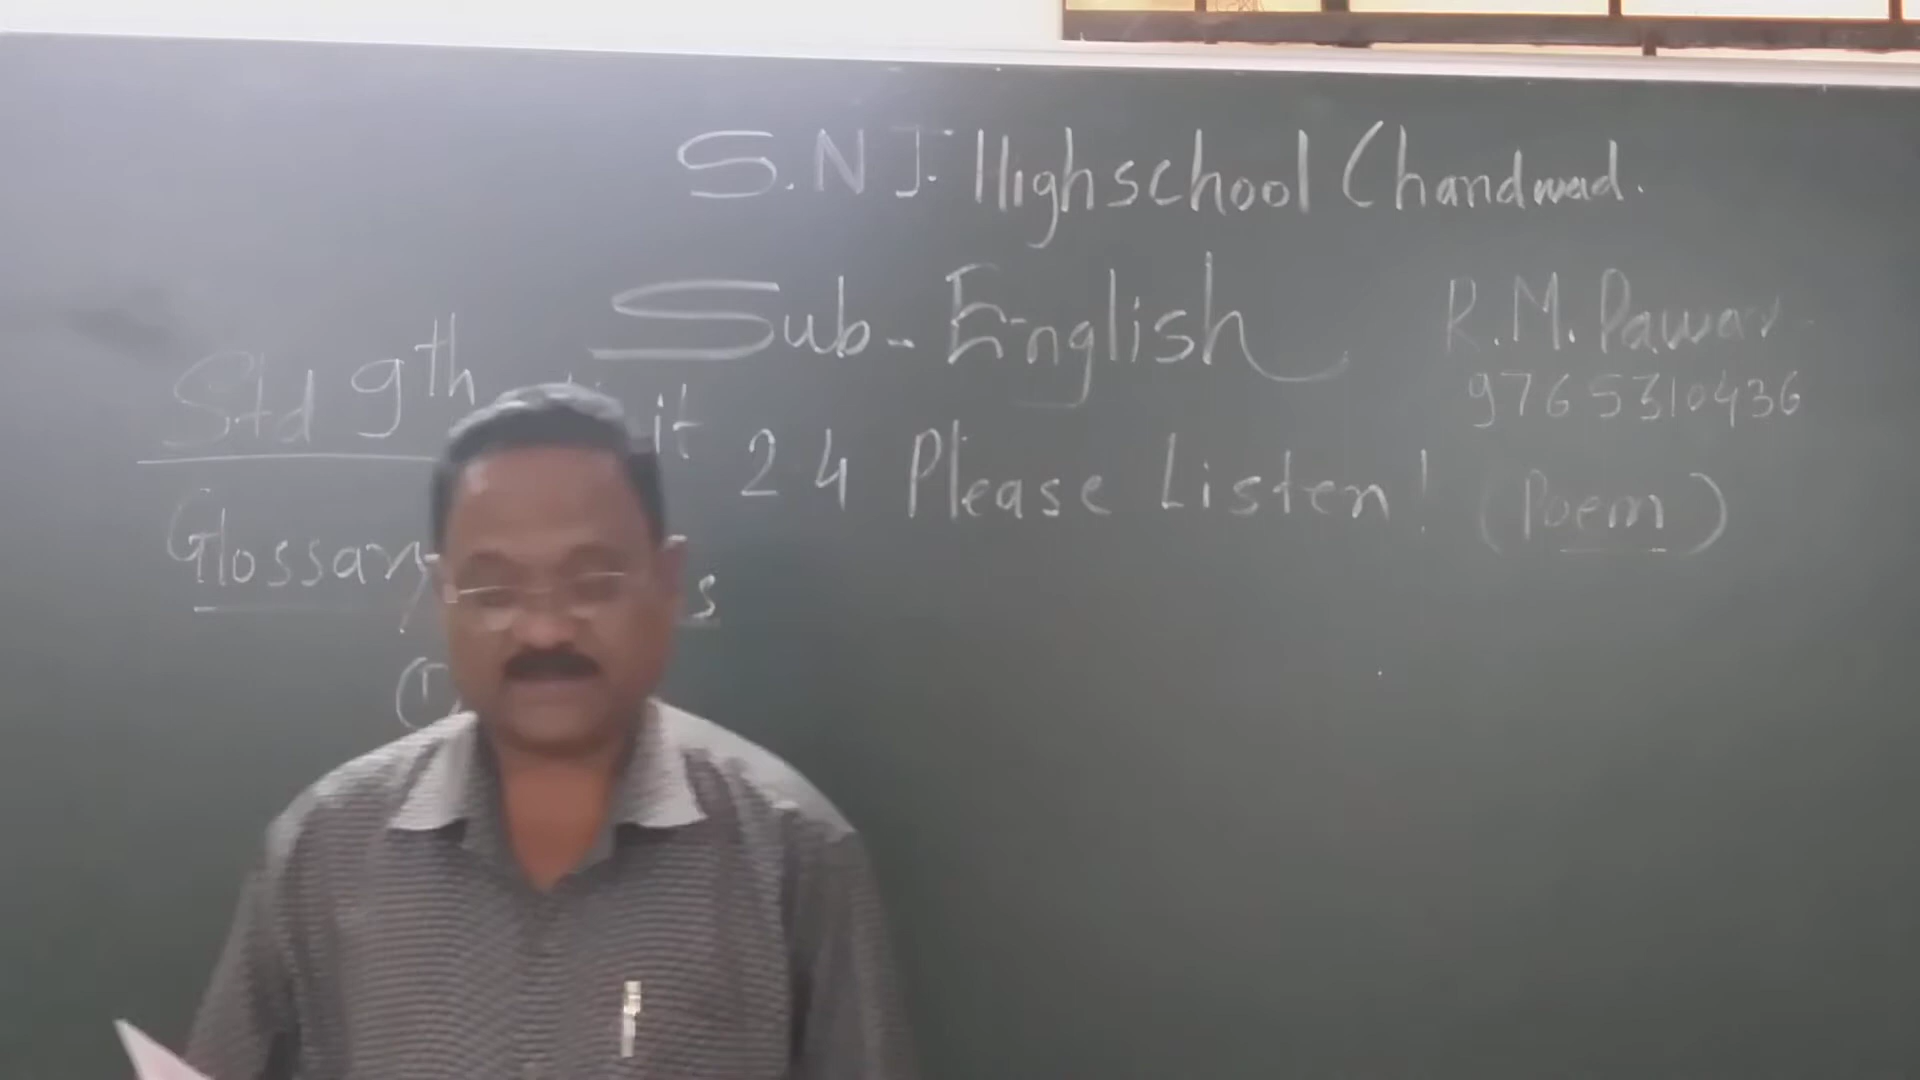 S.N J. Highschool Chandwad.
Sub-English
R.M. Pawar
9765310436
Std 9th
2.4 Please Listen! (Poem)
Glossary